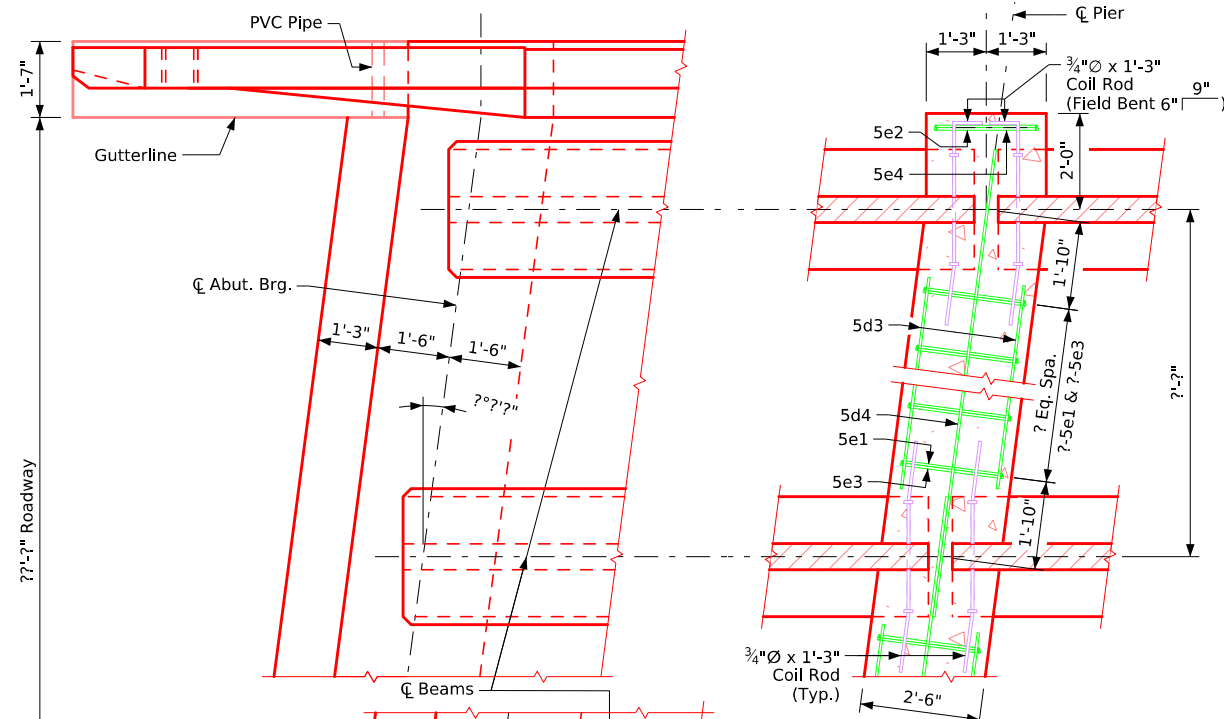 PVC Pipe
1'-7"
Gutterline
℄ Abut. Brg.
1'-3"
1'-6"
1'-6"
?°?'?"
??'-?" Roadway
℄ Beams
℄ Pier
1'-3"
1'-3"
¾"Ø x 1'-3"
Coil Rod
(Field Bent 6" 9")
5e2
5e4
2'-0"
1'-10"
5d3
? Eq. Spa.
?-5e1 & ?-5e3
?'-?"
5d4
5e1
5e3
1'-10"
¾"Ø x 1'-3"
Coil Rod
(Typ.)
2'-6"